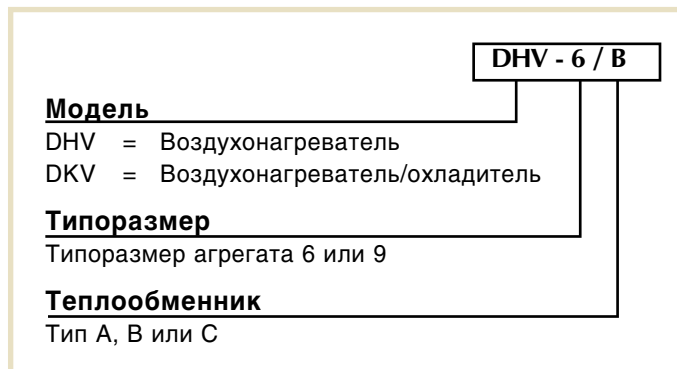 DHV - 6 / B
Модель
DHV = Воздухонагреватель
DKV = Воздухонагреватель/охладитель
Типоразмер
Типоразмер агрегата 6 или 9
Теплообменник
Тип А, В или С